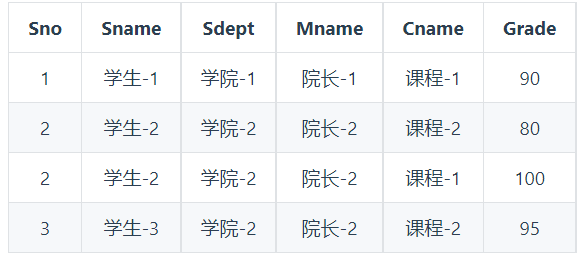 Sno Sname Sdept Mname Cname Grade
1 学生-1 学院-1 院长-1 课程-1 90
2 学生-2 学院-2 院长-2 课程-2 80
2 学生-2 学院-2 院长-2 课程-1 100
3 学生-3 学院-2 院长-2 课程-2 95